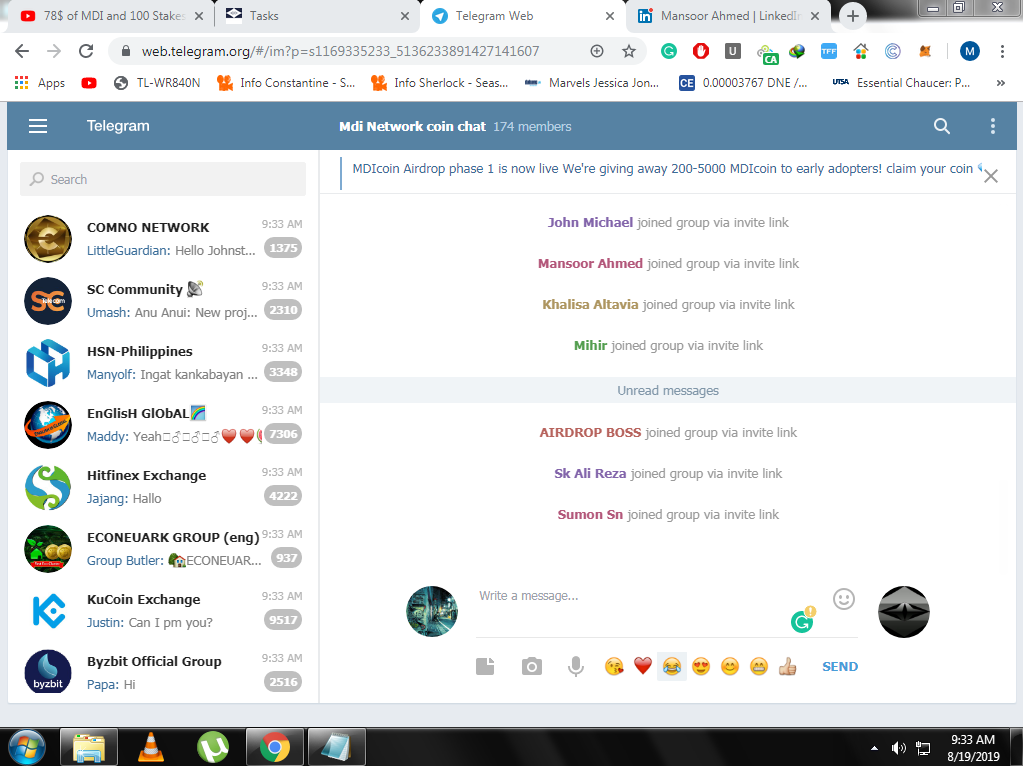 78$ of MDI and 100 Stakes
Tasks
Telegram Web
Mansoor Ahmed | LinkedIn
web.telegram.org/#/im?p=s1169335233_5136233891427141607
Apps
TL-WR840N
Info Constantine - S...
Info Sherlock - Seas...
Marvels Jessica Jon...
CE 0.00003767 DNE /...
UTSA Essential Chaucer: P...
Telegram
Mdi Network coin chat 174 members
Search
MDIcoin Airdrop phase 1 is now live We're giving away 200-5000 MDIcoin to early adopters! claim your coin
COMNO NETWORK 9:33 AM
LittleGuardian: Hello Johnst... 1375
SC Community 📡 9:33 AM
Umash: Anu Anui: New proj... 2310
HSN-Philippines 9:33 AM
Manyolf: Ingat kankabayan ... 3348
EnGlisH GlObAL🌈 9:33 AM
Maddy: Yeah 7306
Hitfinex Exchange 9:33 AM
Jajang: Hallo 4222
ECONEUARK GROUP (eng) 9:33 AM
Group Butler: 🏡ECONEUAR... 937
KuCoin Exchange 9:33 AM
Justin: Can I pm you? 9517
Byzbit Official Group 9:33 AM
byzbit
Papa: Hi 2516
John Michael joined group via invite link
Mansoor Ahmed joined group via invite link
Khalisa Altavia joined group via invite link
Mihir joined group via invite link
Unread messages
AIRDROP BOSS joined group via invite link
Sk Ali Reza joined group via invite link
Sumon Sn joined group via invite link
Write a message...
😘 ❤️ 😂 😍 😊 😁 👍 SEND
9:33 AM
8/19/2019